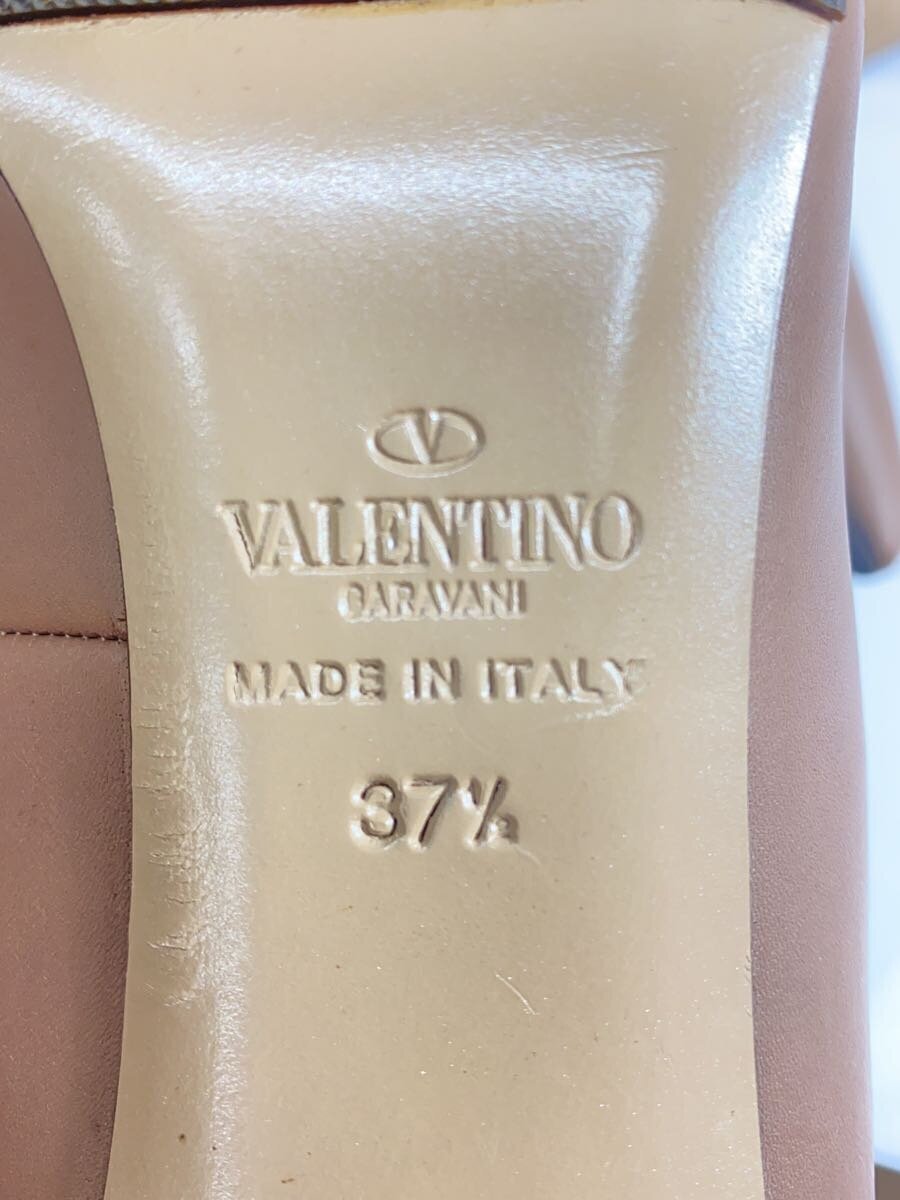 V
VALENTINO
GARAVANI
MADE IN ITALY
37½